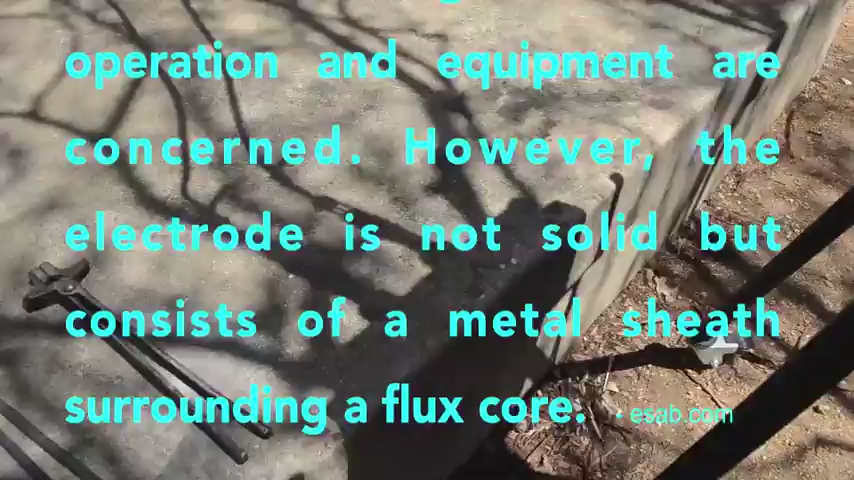 operation and equipment are
concerned. However, the
electrode is not solid but
consists of a metal sheath
surrounding a flux core. - esab.com